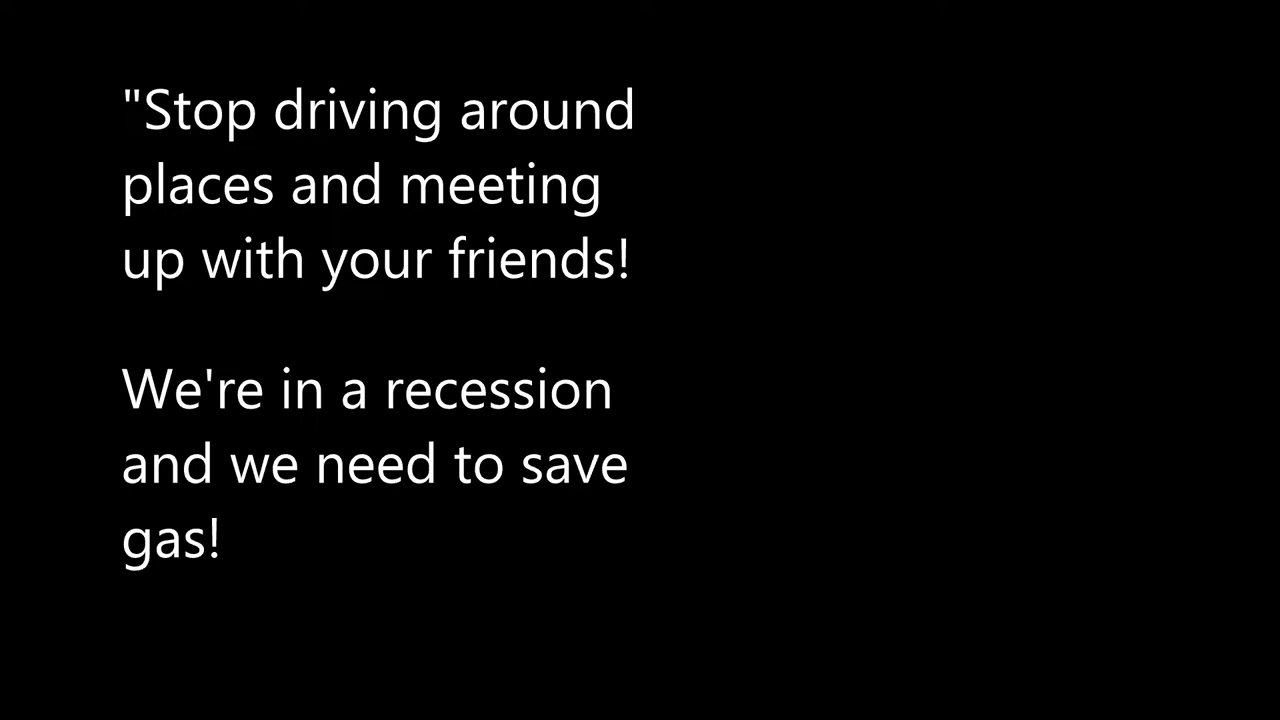 "Stop driving around
places and meeting
up with your friends!
We're in a recession
and we need to save
gas!